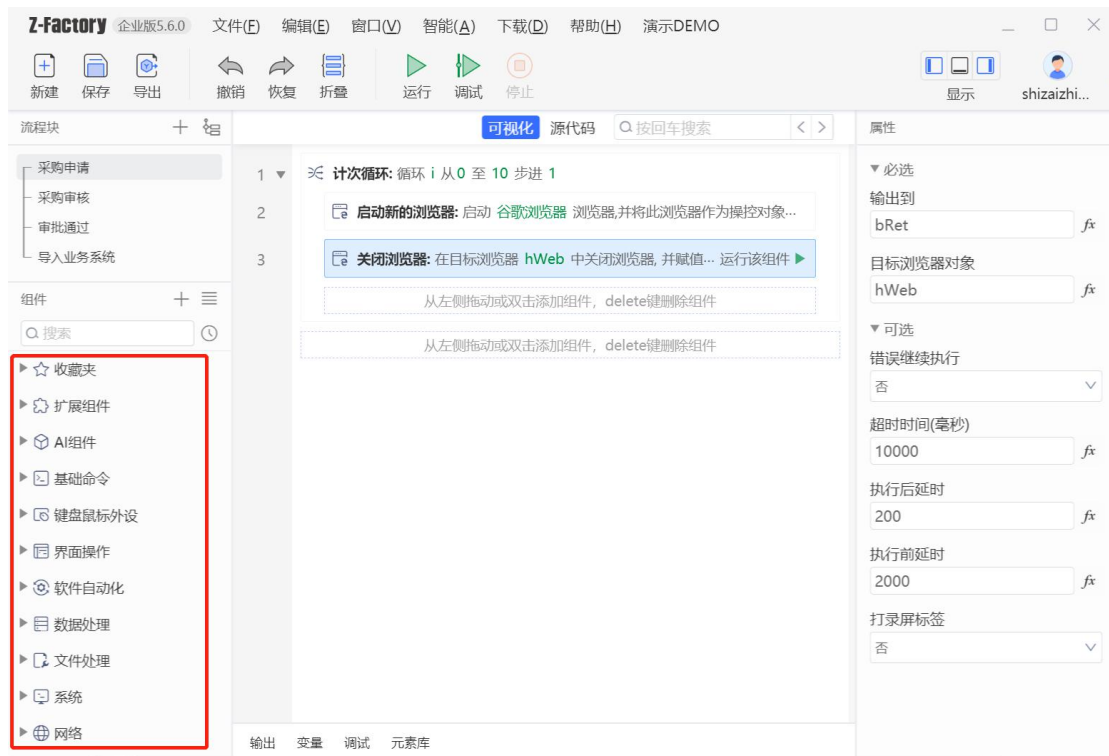 Z-Factory 企业版5.6.0 文件(F) 编辑(E) 窗口(V) 智能(A) 下载(D) 帮助(H) 演示DEMO
新建 保存 导出 撤销 恢复 折叠 运行 调试 停止 显示 shizaizhi...
流程块
采购申请
采购审核
审批通过
导入业务系统
组件
搜索
收藏夹
扩展组件
AI组件
基础命令
键盘鼠标外设
界面操作
软件自动化
数据处理
文件处理
系统
网络
可视化 源代码 按回车搜索
1 计次循环: 循环 i 从0 至 10 步进 1
2 启动新的浏览器: 启动 谷歌浏览器 浏览器,并将此浏览器作为操控对象...
3 关闭浏览器: 在目标浏览器 hWeb 中关闭浏览器, 并赋值... 运行该组件
从左侧拖动或双击添加组件，delete键删除组件
从左侧拖动或双击添加组件，delete键删除组件
输出 变量 调试 元素库
属性
必选
输出到
bRet fx
目标浏览器对象
hWeb fx
可选
错误继续执行
否
超时时间(毫秒)
10000 fx
执行后延时
200 fx
执行前延时
2000 fx
打录屏标签
否